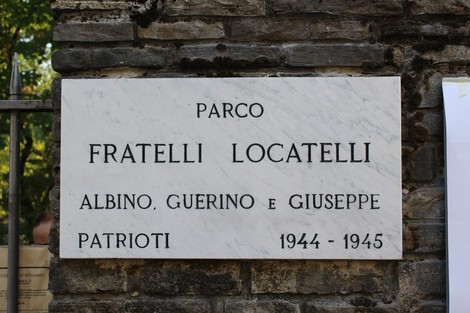 PARCO
FRATELLI LOCATELLI
ALBINO, GUERINO E GIUSEPPE
PATRIOTI 1944 - 1945